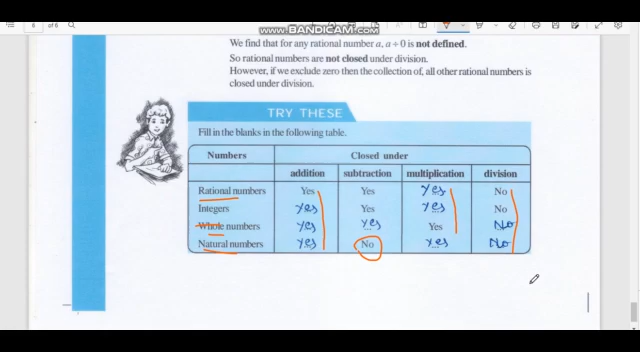 www.BANDICAM.com
6 of 6
We find that for any rational number a, a ÷ 0 is not defined.
So rational numbers are not closed under division.
However, if we exclude zero then the collection of, all other rational numbers is
closed under division.
TRY THESE
Fill in the blanks in the following table.
Numbers Closed under
addition subtraction multiplication division
Rational numbers Yes Yes Yes No
Integers Yes Yes Yes No
Whole numbers Yes Yes Yes No
Natural numbers Yes No Yes No